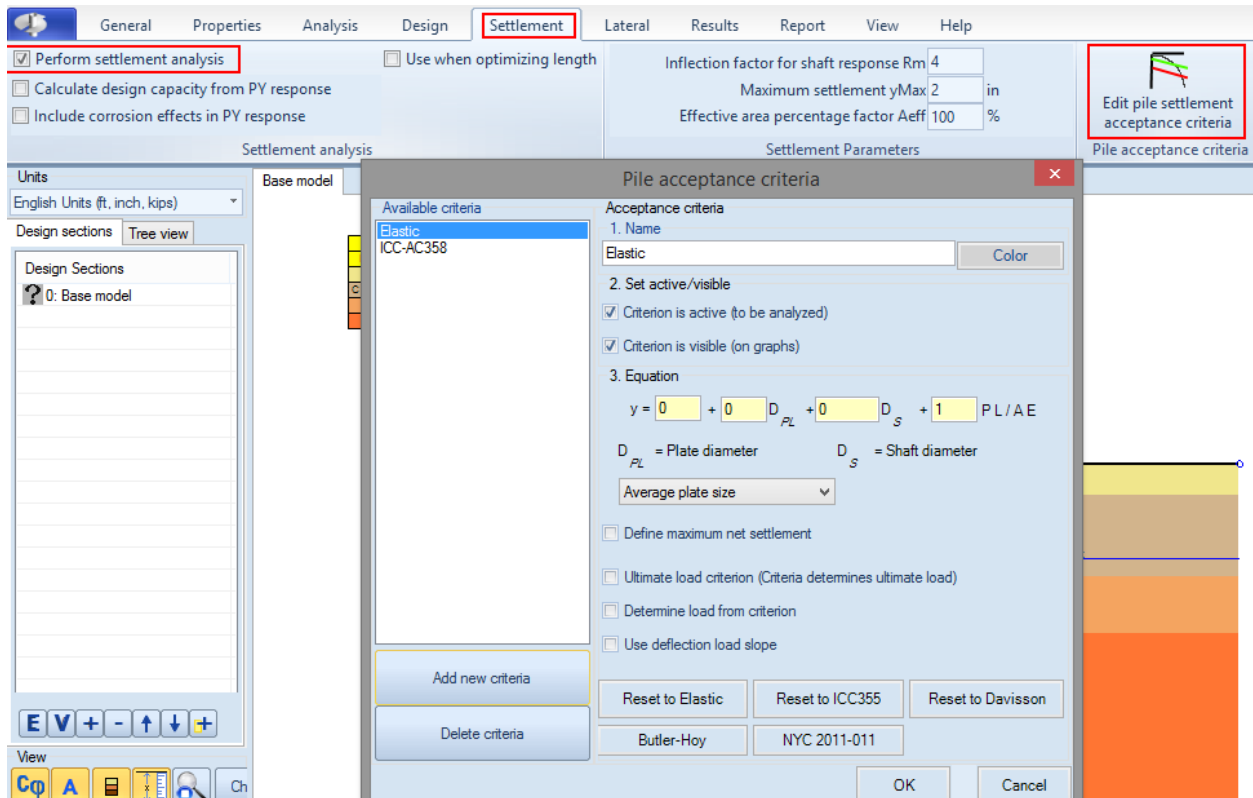 General Properties Analysis Design Settlement Lateral Results Report View Help
Perform settlement analysis
Use when optimizing length
Calculate design capacity from PY response
Include corrosion effects in PY response
Settlement analysis
Inflection factor for shaft response Rm 4
Maximum settlement yMax 2 in
Effective area percentage factor Aeff 100 %
Settlement Parameters
Edit pile settlement
acceptance criteria
Pile acceptance criteria
Units
English Units (ft, inch, kips)
Design sections Tree view
Design Sections
0: Base model
E V + - ↑ ↓ +
View
Cφ A Ch
Base model
C
Pile acceptance criteria
Available criteria
Elastic
ICC-AC358
Add new criteria
Delete criteria
Acceptance criteria
1. Name
Elastic Color
2. Set active/visible
Criterion is active (to be analyzed)
Criterion is visible (on graphs)
3. Equation
y = 0 + 0 D PL + 0 D S + 1 P L / A E
D PL = Plate diameter D S = Shaft diameter
Average plate size
Define maximum net settlement
Ultimate load criterion (Criteria determines ultimate load)
Determine load from criterion
Use deflection load slope
Reset to Elastic Reset to ICC355 Reset to Davisson
Butler-Hoy NYC 2011-011
OK Cancel